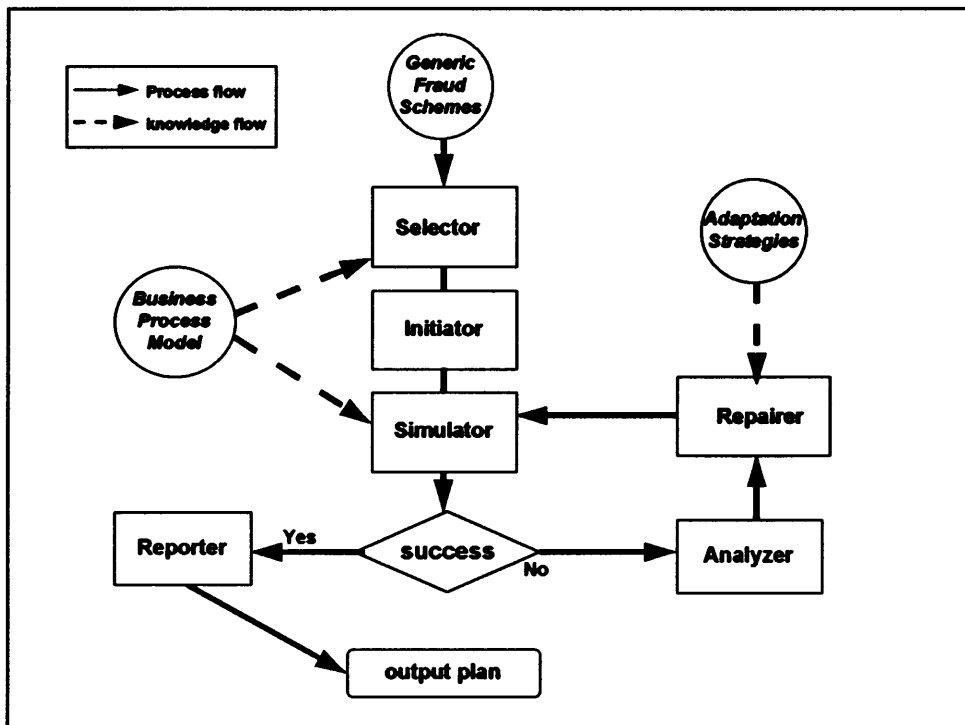 Generic
Fraud
Schemes
Process flow
knowledge flow
Selector
Adaptation
Strategies
Business
Process
Model
Initiator
Simulator
Repairer
Reporter
Yes
success
No
Analyzer
output plan